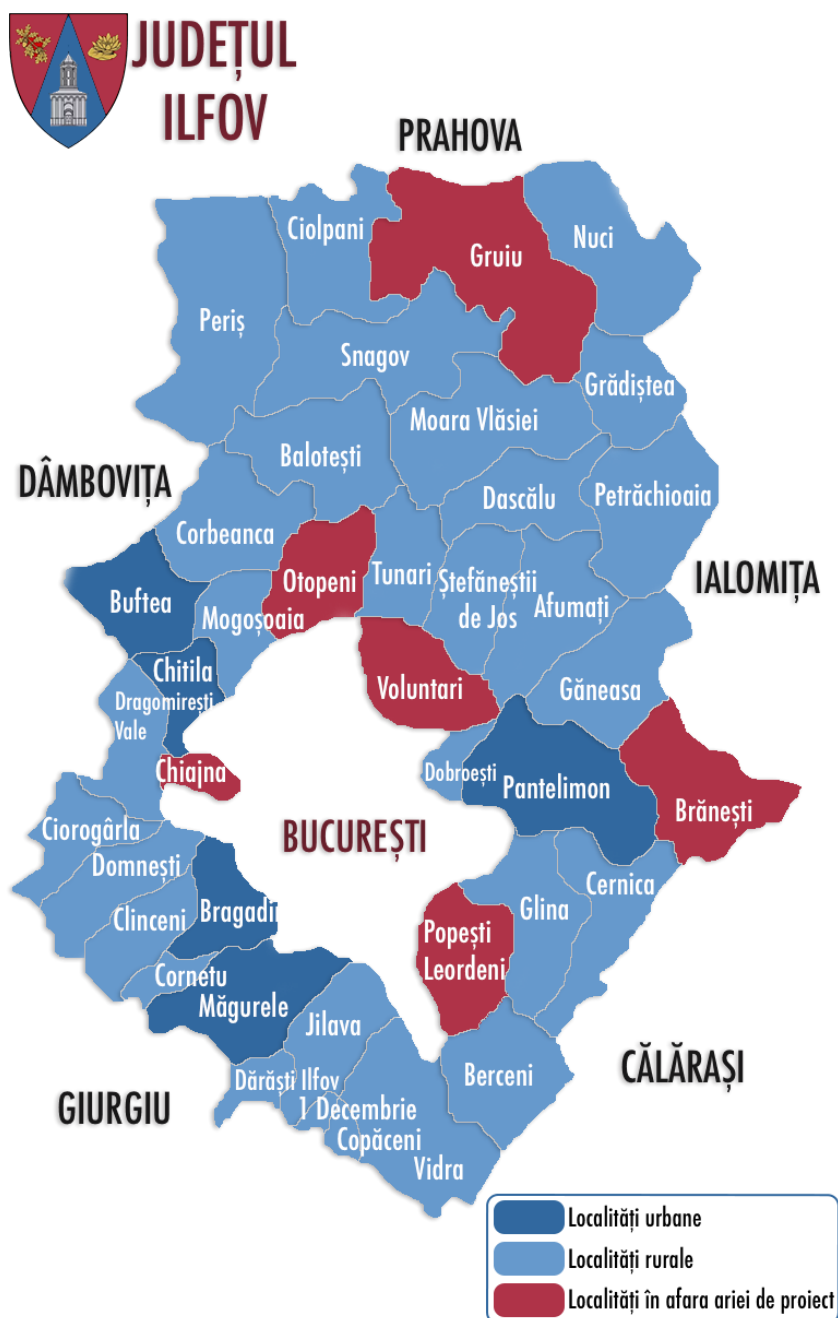 JUDEȚUL
ILFOV
PRAHOVA
Ciolpani
Nuci
Gruiu
Periș
Snagov
Grădiștea
Moara Vlăsiei
Balotești
DÂMBOVIȚA
Dascălu
Petrăchioaia
Corbeanca
IALOMIȚA
Otopeni
Tunari
Ștefăneștii
de Jos
Buftea
Afumați
Mogoșoaia
Chitila
Voluntari
Găneasa
Dragomirești
Vale
Chiajna
Dobroești
Pantelimon
Brănești
BUCUREȘTI
Ciorogârla
Domnești
Cernica
Clinceni
Bragadir
Glina
Popești
Leordeni
Cornetu
Măgurele
Jilava
CĂLĂRAȘI
Berceni
Dărăști Ilfov
GIURGIU
1 Decembrie
Copăceni
Vidra
Localități urbane
Localități rurale
Localități în afara ariei de proiect